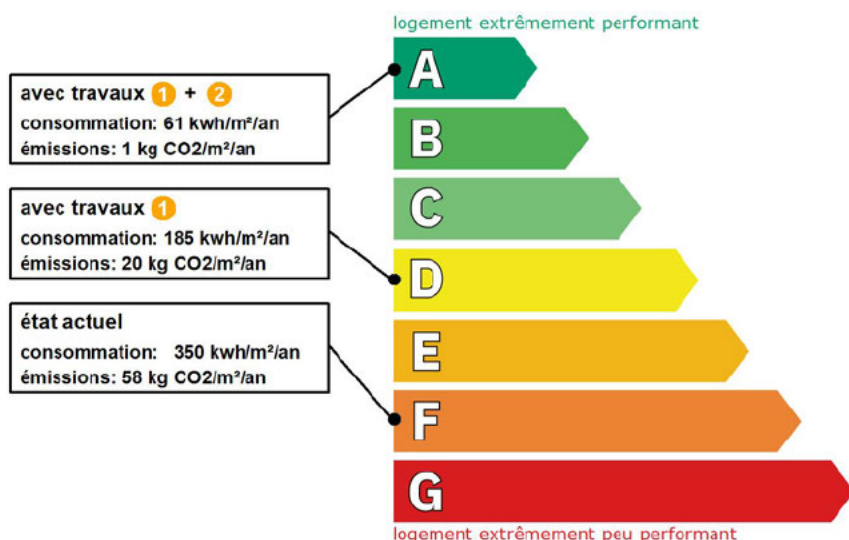 logement extrêmement performant
avec travaux 1 + 2
consommation: 61 kwh/m²/an
émissions: 1 kg CO2/m²/an
avec travaux 1
consommation: 185 kwh/m²/an
émissions: 20 kg CO2/m²/an
état actuel
consommation: 350 kwh/m²/an
émissions: 58 kg CO2/m²/an
A
B
C
D
E
F
G
logement extrêmement peu performant